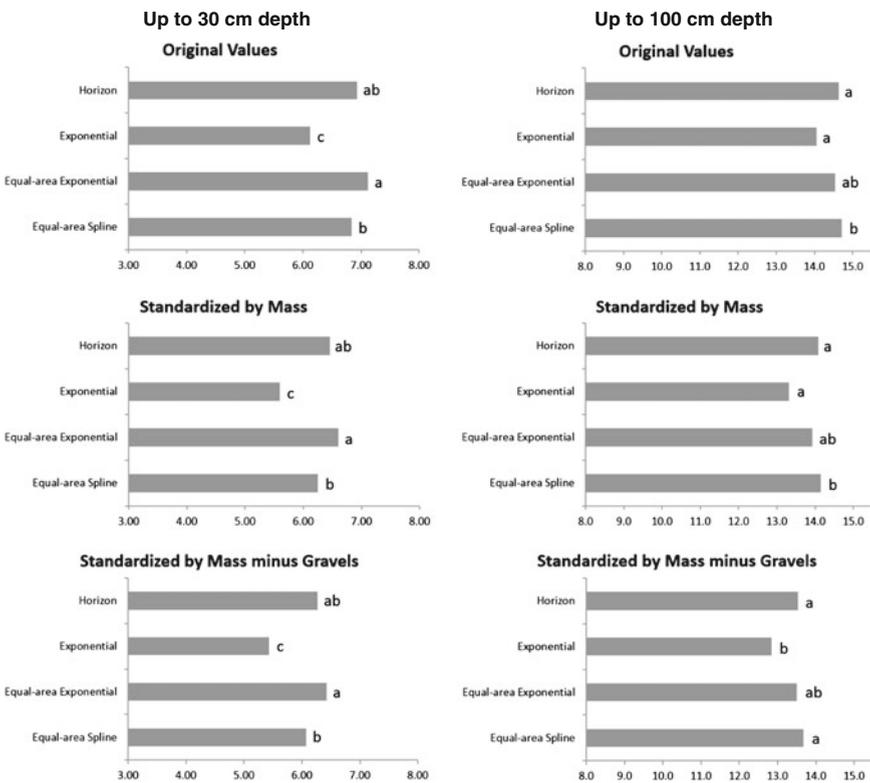 Up to 30 cm depth
Original Values
Horizon ab
Exponential c
Equal-area Exponential a
Equal-area Spline b
3.00 4.00 5.00 6.00 7.00 8.00
Standardized by Mass
Horizon ab
Exponential c
Equal-area Exponential a
Equal-area Spline b
3.00 4.00 5.00 6.00 7.00 8.00
Standardized by Mass minus Gravels
Horizon ab
Exponential c
Equal-area Exponential a
Equal-area Spline b
3.00 4.00 5.00 6.00 7.00 8.00
Up to 100 cm depth
Original Values
Horizon a
Exponential a
Equal-area Exponential ab
Equal-area Spline b
8.0 9.0 10.0 11.0 12.0 13.0 14.0 15.0
Standardized by Mass
Horizon a
Exponential a
Equal-area Exponential ab
Equal-area Spline b
8.0 9.0 10.0 11.0 12.0 13.0 14.0 15.0
Standardized by Mass minus Gravels
Horizon a
Exponential b
Equal-area Exponential ab
Equal-area Spline a
8.0 9.0 10.0 11.0 12.0 13.0 14.0 15.0